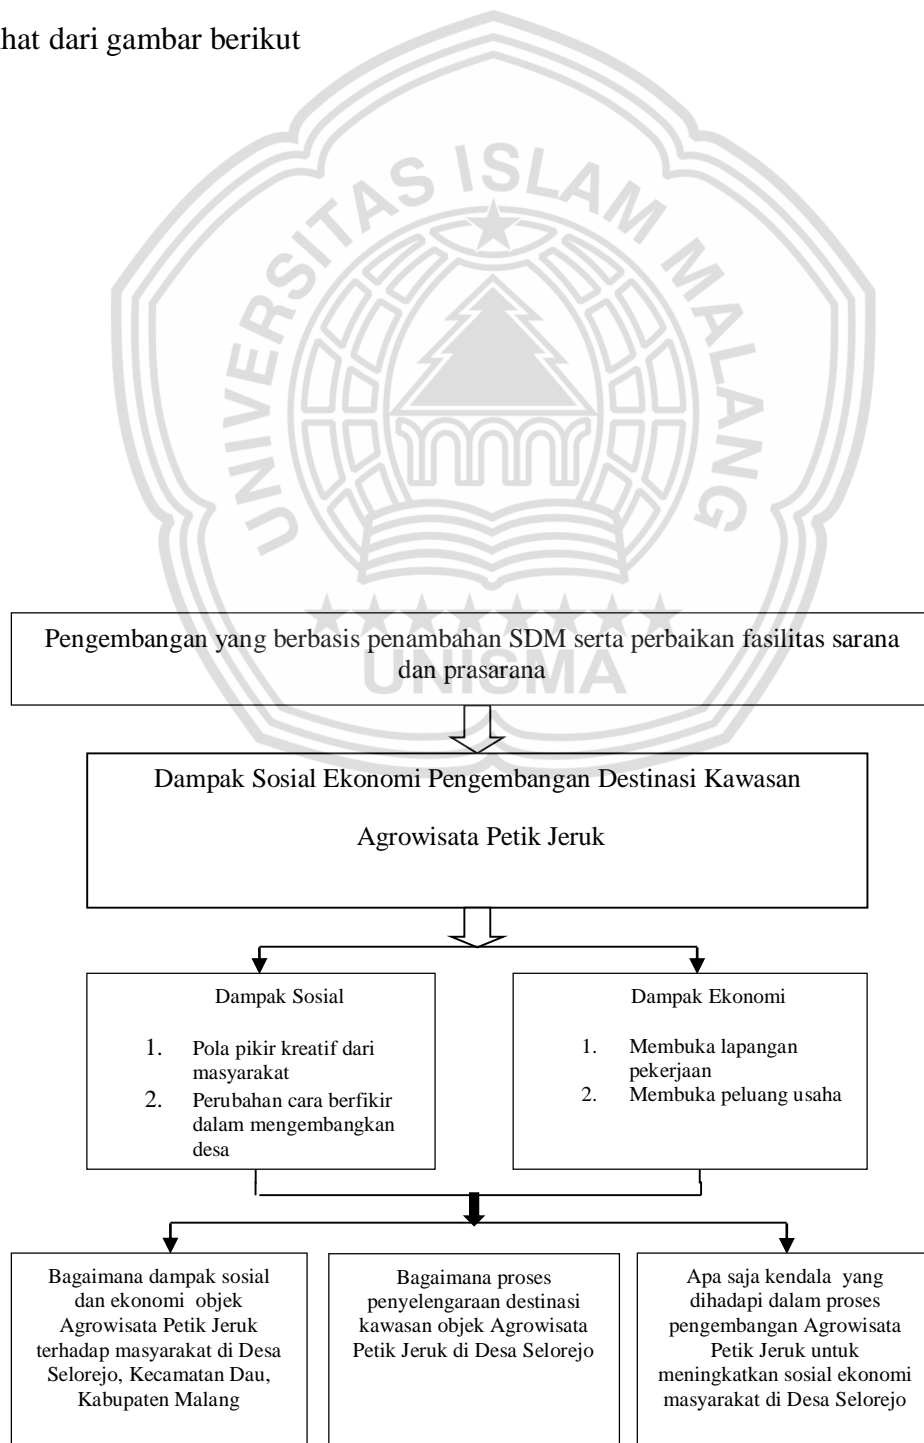 hat dari gambar berikut
UNIVERSITAS ISLAM MALANG
UNISMA
Pengembangan yang berbasis penambahan SDM serta perbaikan fasilitas sarana
dan prasarana
Dampak Sosial Ekonomi Pengembangan Destinasi Kawasan
Agrowisata Petik Jeruk
Dampak Sosial
1. Pola pikir kreatif dari
masyarakat
2. Perubahan cara berfikir
dalam mengembangkan
desa
Dampak Ekonomi
1. Membuka lapangan
pekerjaan
2. Membuka peluang usaha
Bagaimana dampak sosial
dan ekonomi objek
Agrowisata Petik Jeruk
terhadap masyarakat di Desa
Selorejo, Kecamatan Dau,
Kabupaten Malang
Bagaimana proses
penyelengaraan destinasi
kawasan objek Agrowisata
Petik Jeruk di Desa Selorejo
Apa saja kendala yang
dihadapi dalam proses
pengembangan Agrowisata
Petik Jeruk untuk
meningkatkan sosial ekonomi
masyarakat di Desa Selorejo